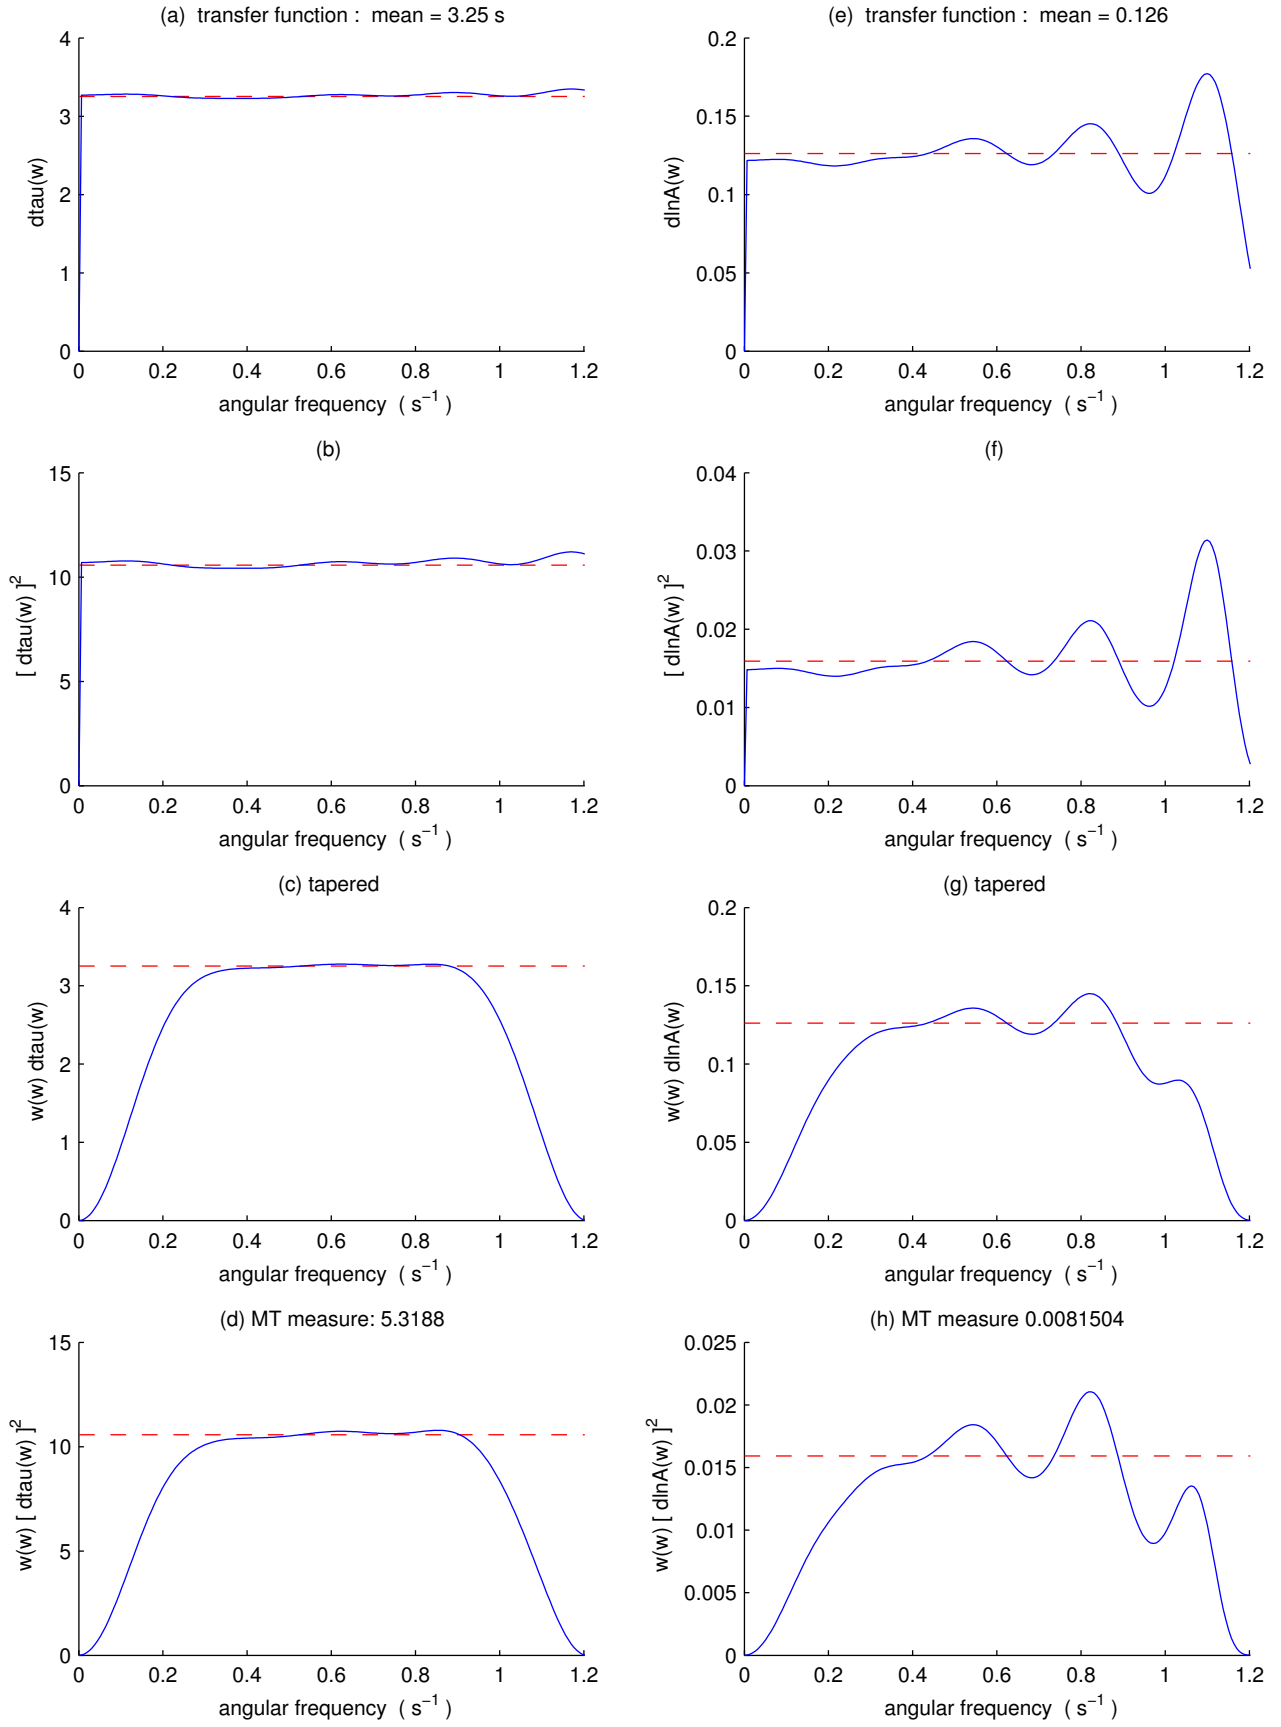 (a) transfer function : mean = 3.25 s
4
3
2
1
0
dtau(w)
0 0.2 0.4 0.6 0.8 1 1.2
angular frequency ( s⁻¹ )
(e) transfer function : mean = 0.126
0.2
0.15
0.1
0.05
0
dlnA(w)
0 0.2 0.4 0.6 0.8 1 1.2
angular frequency ( s⁻¹ )
(b)
15
10
5
0
[ dtau(w) ]²
0 0.2 0.4 0.6 0.8 1 1.2
angular frequency ( s⁻¹ )
(f)
0.04
0.03
0.02
0.01
0
[ dlnA(w) ]²
0 0.2 0.4 0.6 0.8 1 1.2
angular frequency ( s⁻¹ )
(c) tapered
4
3
2
1
0
w(w) dtau(w)
0 0.2 0.4 0.6 0.8 1 1.2
angular frequency ( s⁻¹ )
(g) tapered
0.2
0.15
0.1
0.05
0
w(w) dlnA(w)
0 0.2 0.4 0.6 0.8 1 1.2
angular frequency ( s⁻¹ )
(d) MT measure: 5.3188
15
10
5
0
w(w) [ dtau(w) ]²
0 0.2 0.4 0.6 0.8 1 1.2
angular frequency ( s⁻¹ )
(h) MT measure 0.0081504
0.025
0.02
0.015
0.01
0.005
0
w(w) [ dlnA(w) ]²
0 0.2 0.4 0.6 0.8 1 1.2
angular frequency ( s⁻¹ )